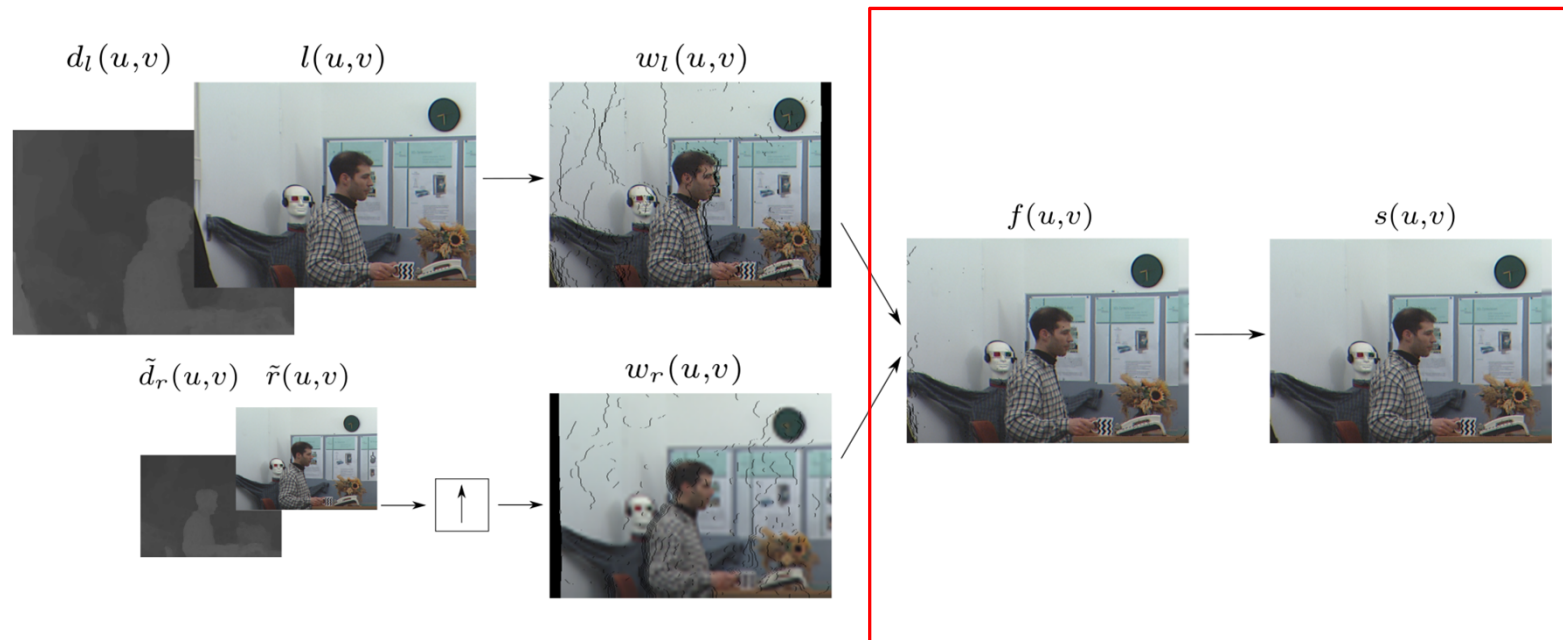 d_l(u,v)
l(u,v)
w_l(u,v)
f(u,v)
s(u,v)
d̃_r(u,v)
r̃(u,v)
w_r(u,v)